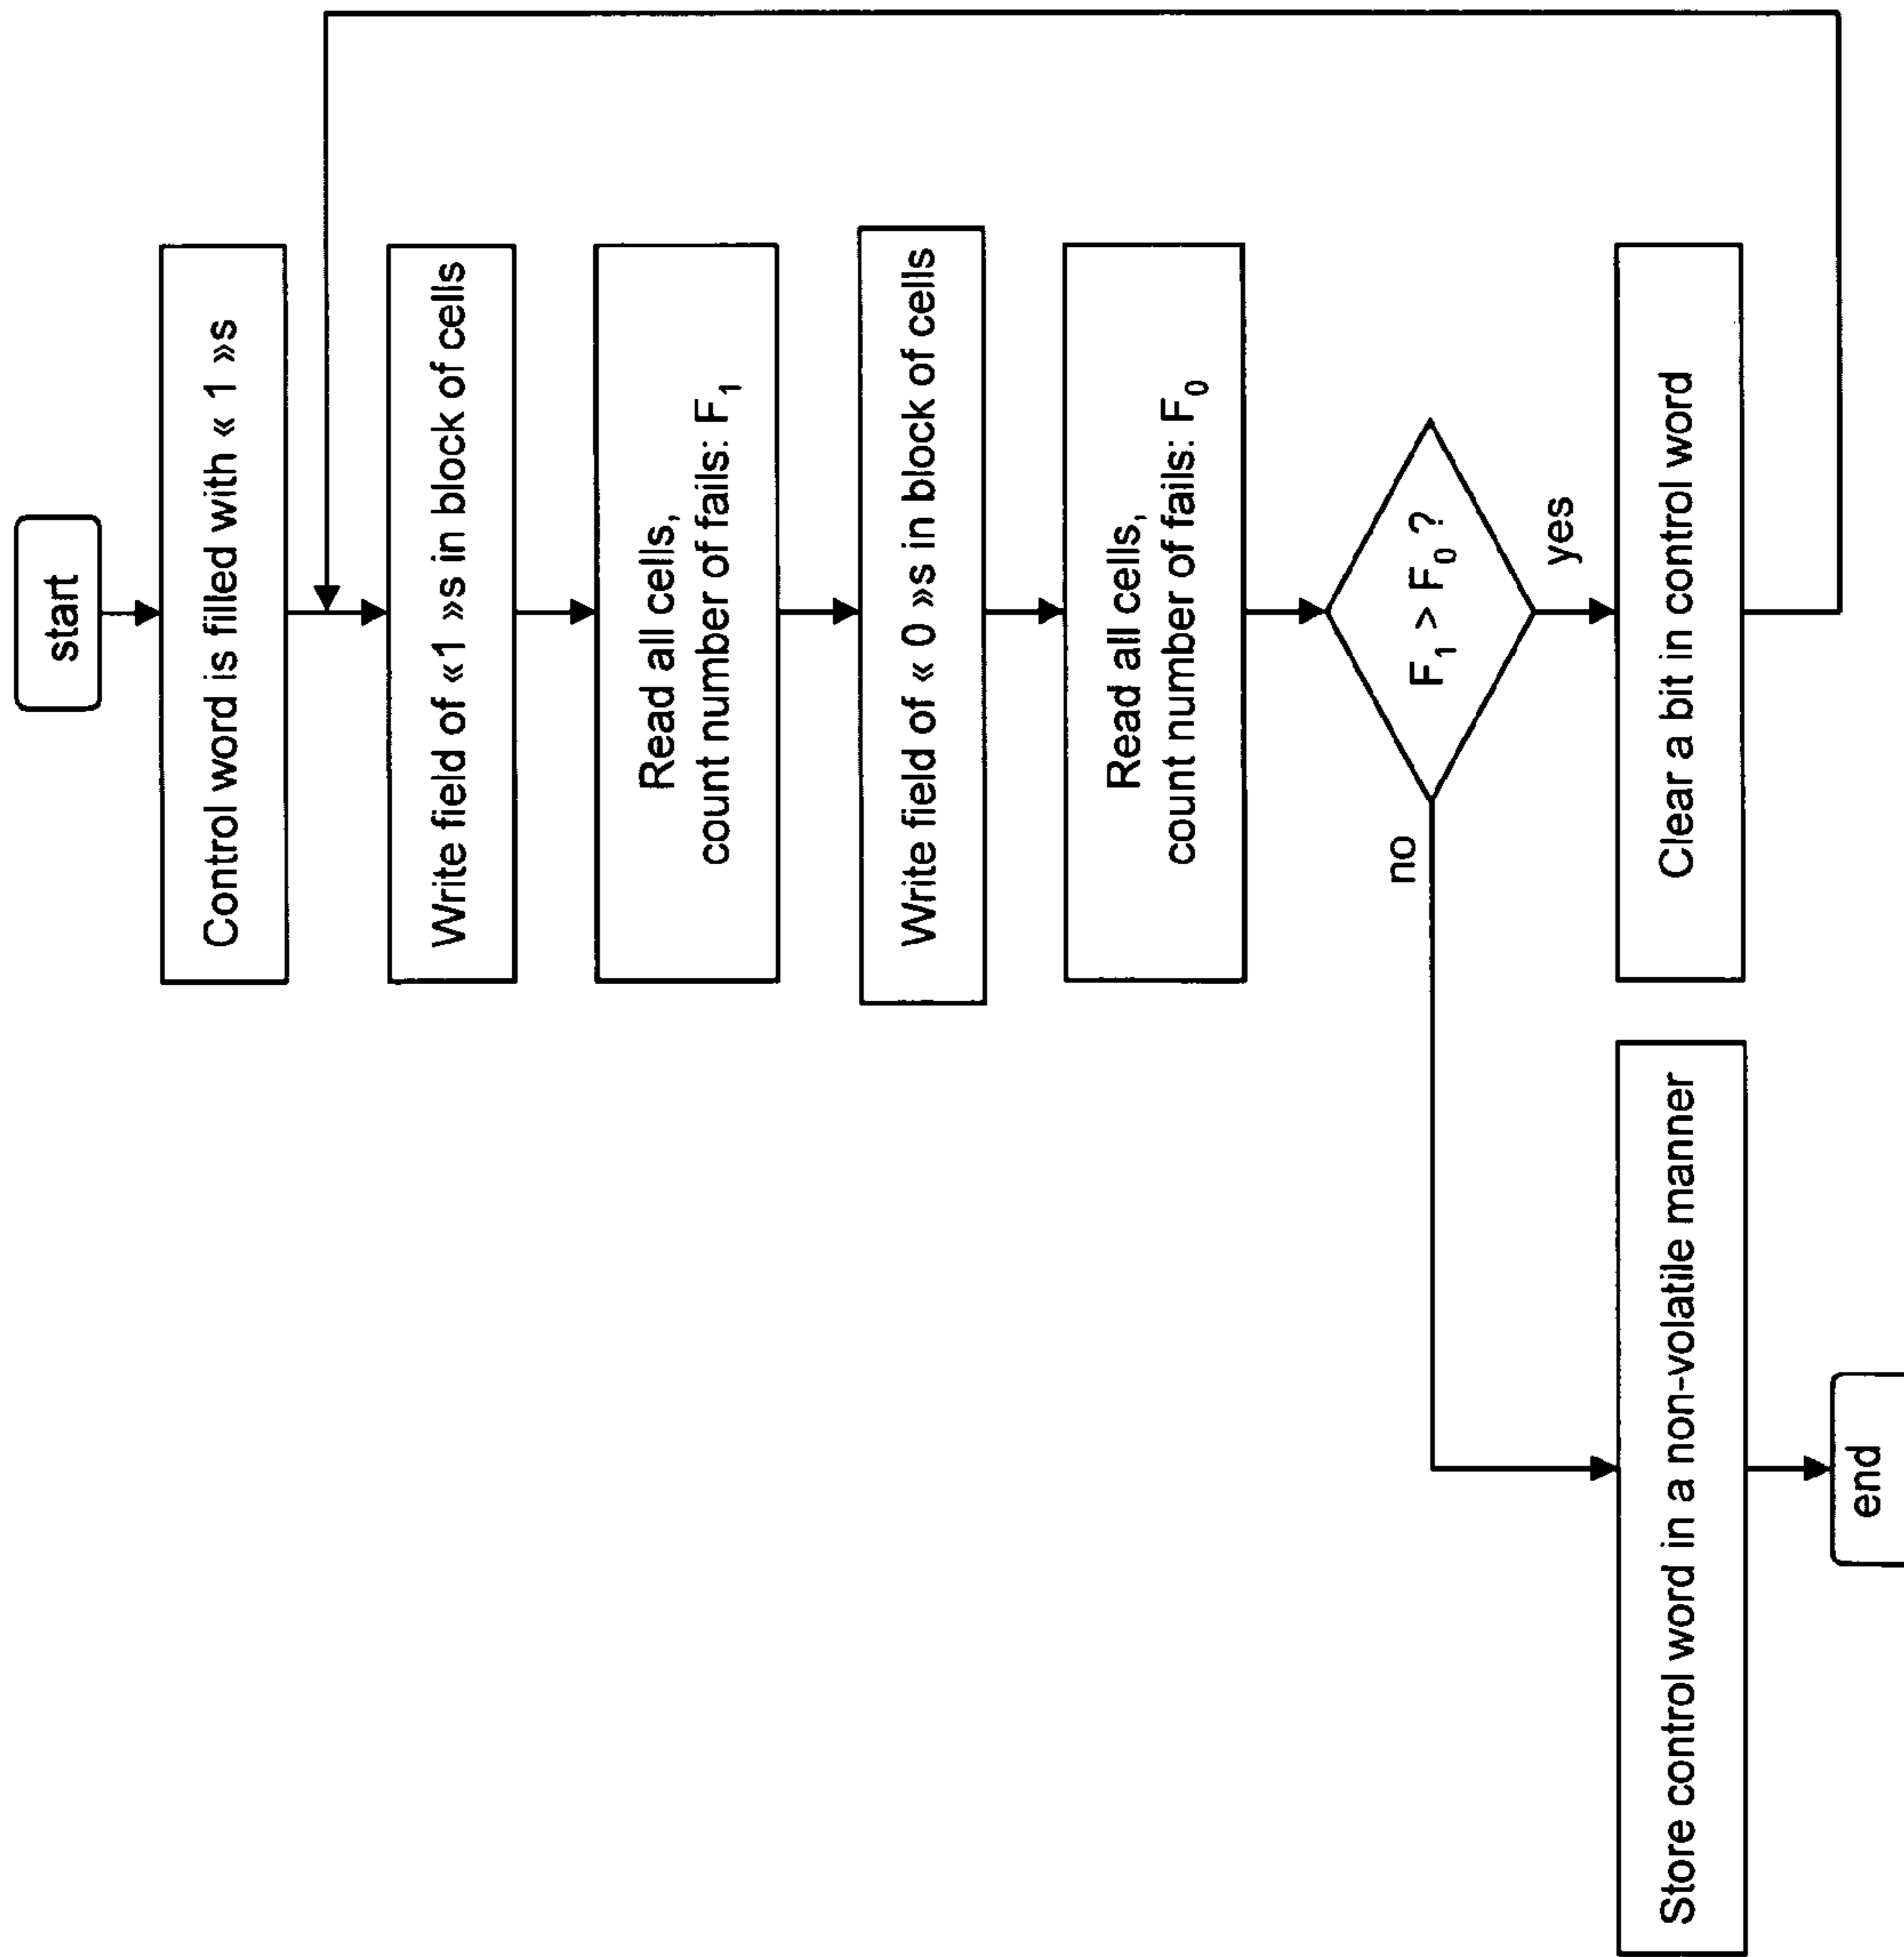 start
Control word is filled with « 1 »s
Write field of «1 »s in block of cells
Read all cells,
count number of fails: F₁
Write field of « 0 »s in block of cells
Read all cells,
count number of fails: F₀
F₁ > F₀ ?
no
yes
Clear a bit in control word
Store control word in a non-volatile manner
end